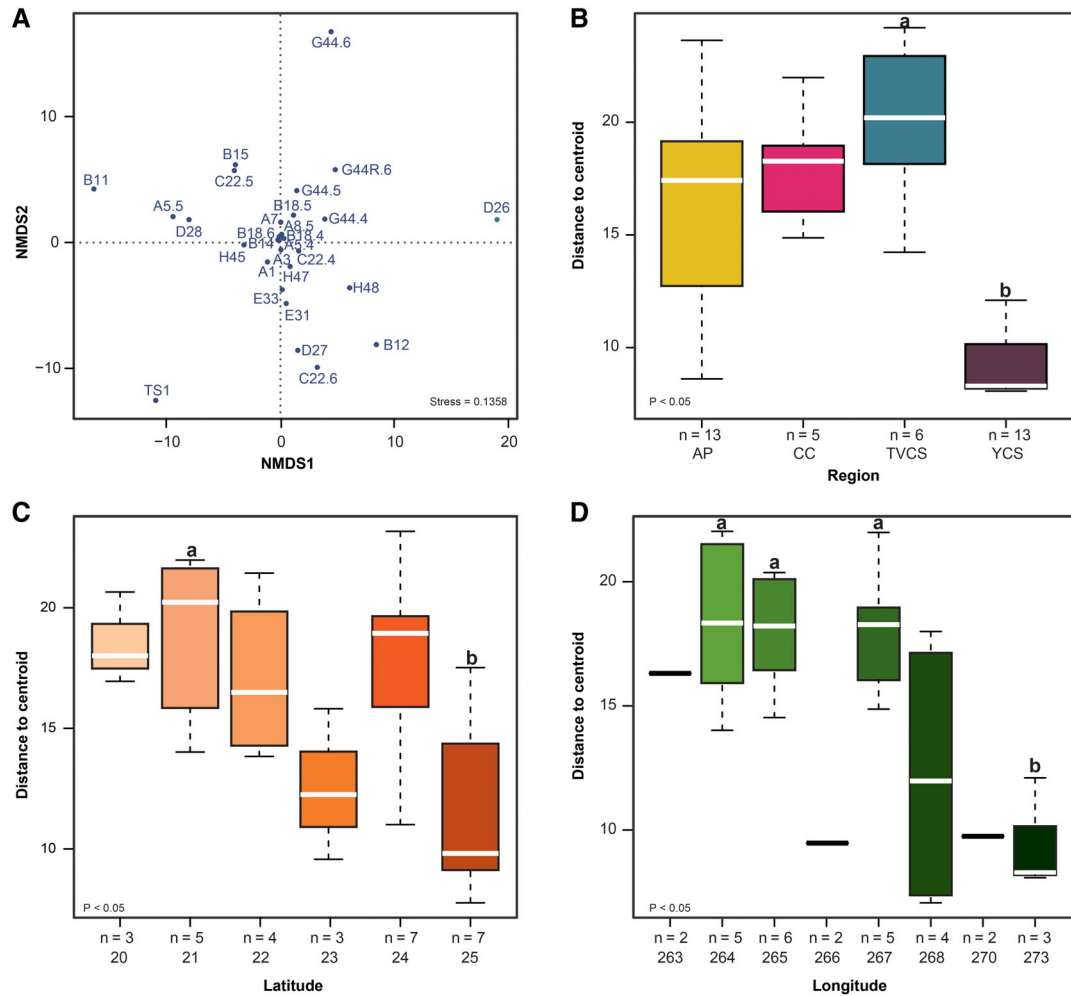 A
NMDS2
10
0
−10
G44.6
B15
C22.5
G44R.6
B11
G44.5
A5.5
B18.5
D26
D28
A7
G44.4
A8.5
B18.6
B18.4
B14
A5.4
H45
A3
C22.4
A1
H47
E33
H48
E31
B12
D27
C22.6
TS1
Stress = 0.1358
−10
0
10
20
NMDS1
B
Distance to centroid
20
15
10
a
b
P < 0.05
n = 13
AP
n = 5
CC
n = 6
TVCS
n = 13
YCS
Region
C
Distance to centroid
20
15
10
a
b
P < 0.05
n = 3
20
n = 5
21
n = 4
22
n = 3
23
n = 7
24
n = 7
25
Latitude
D
Distance to centroid
20
15
10
a
a
a
b
P < 0.05
n = 2
263
n = 5
264
n = 6
265
n = 2
266
n = 5
267
n = 4
268
n = 2
270
n = 3
273
Longitude